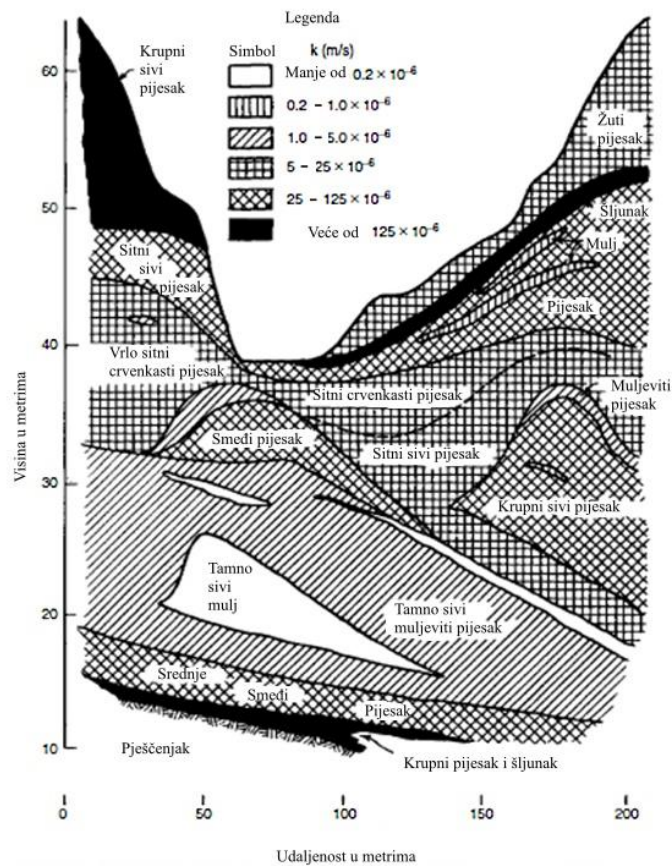 Legenda
Simbol k (m/s)
Manje od 0.2 × 10⁻⁶
0.2 – 1.0 × 10⁻⁶
1.0 – 5.0 × 10⁻⁶
5 – 25 × 10⁻⁶
25 – 125 × 10⁻⁶
Veće od 125 × 10⁻⁶
Krupni
sivi
pijesak
Žuti
pijesak
Šljunak
Mulj
Pijesak
Sitni
sivi
pijesak
Vrlo sitni
crvenkasti pijesak
Sitni crvenkasti pijesak
Muljeviti
pijesak
Smeđi pijesak
Sitni sivi pijesak
Krupni sivi pijesak
Tamno
sivi
mulj
Tamno sivi
muljeviti pijesak
Srednje
Smeđi
Pijesak
Pješčenjak
Krupni pijesak i šljunak
Visina u metrima
60
50
40
30
20
10
0
50
100
150
200
Udaljenost u metrima